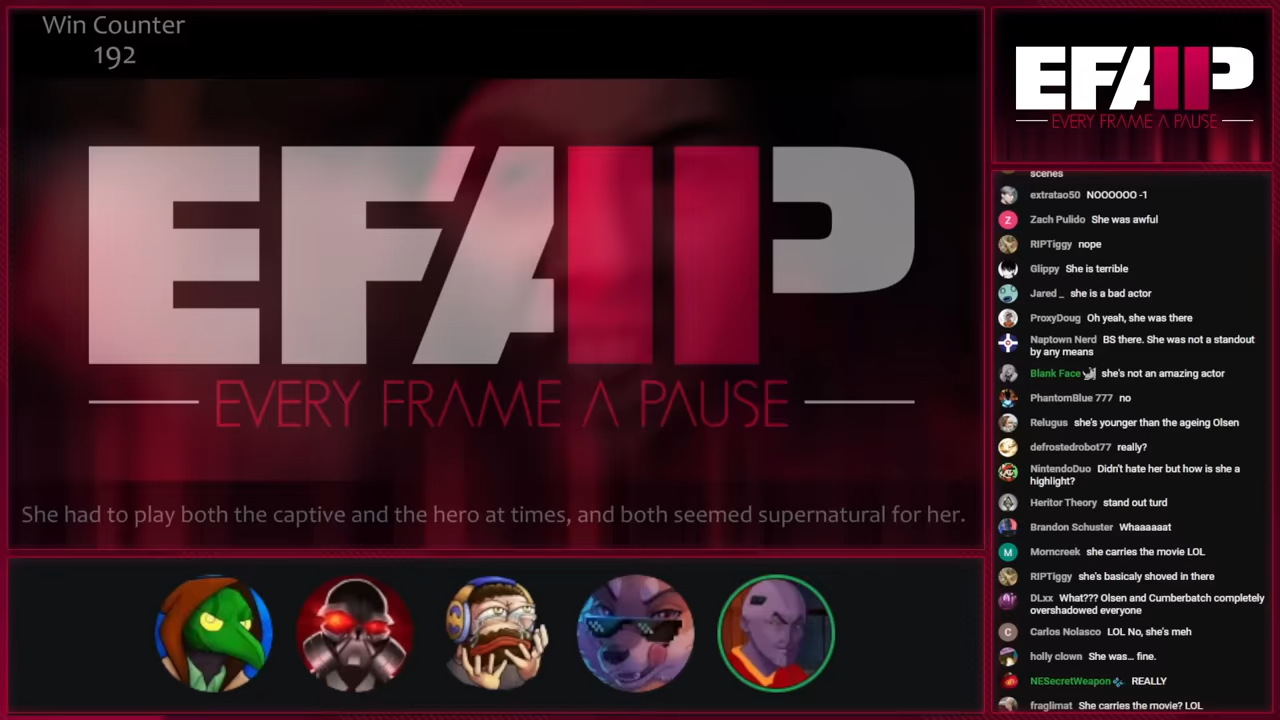 Win Counter
192
EFAP
EVERY FRAME A PAUSE
She had to play both the captive and the hero at times, and both seemed supernatural for her.
EFAP
EVERY FRAME A PAUSE
scenes
extratao50 NOOOOOO -1
Z
Zach Pulido She was awful
RIPTiggy nope
Glippy She is terrible
Jared _ she is a bad actor
ProxyDoug Oh yeah, she was there
Naptown Nerd BS there. She was not a standout
by any means
Blank Face she's not an amazing actor
PhantomBlue 777 no
Relugus she's younger than the ageing Olsen
defrostedrobot77 really?
NintendoDuo Didn't hate her but how is she a
highlight?
Heritor Theory stand out turd
Brandon Schuster Whaaaaaat
M
Morncreek she carries the movie LOL
RIPTiggy she's basicaly shoved in there
DLxx What??? Olsen and Cumberbatch completely
overshadowed everyone
C
Carlos Nolasco LOL No, she's meh
holly clown She was... fine.
NESecretWeapon REALLY
fraglimat She carries the movie? LOL